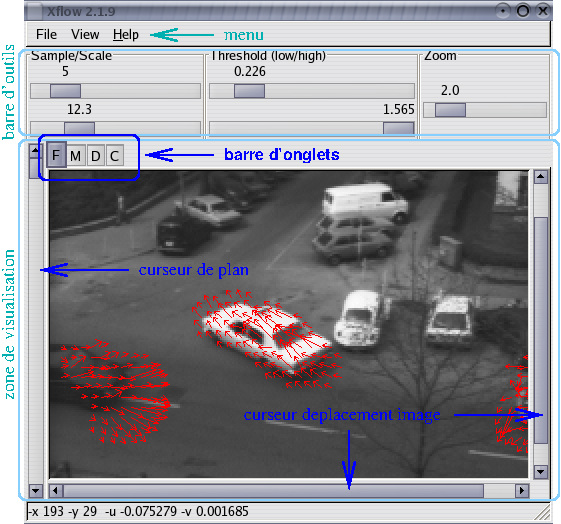 Xflow 2.1.9
File View Help menu
barre d'outils
Sample/Scale Threshold (low/high) Zoom
5 0.226
2.0
12.3 1.565
F M D C barre d'onglets
zone de visualisation
curseur de plan
curseur deplacement image
-x 193 -y 29 -u -0.075279 -v 0.001685